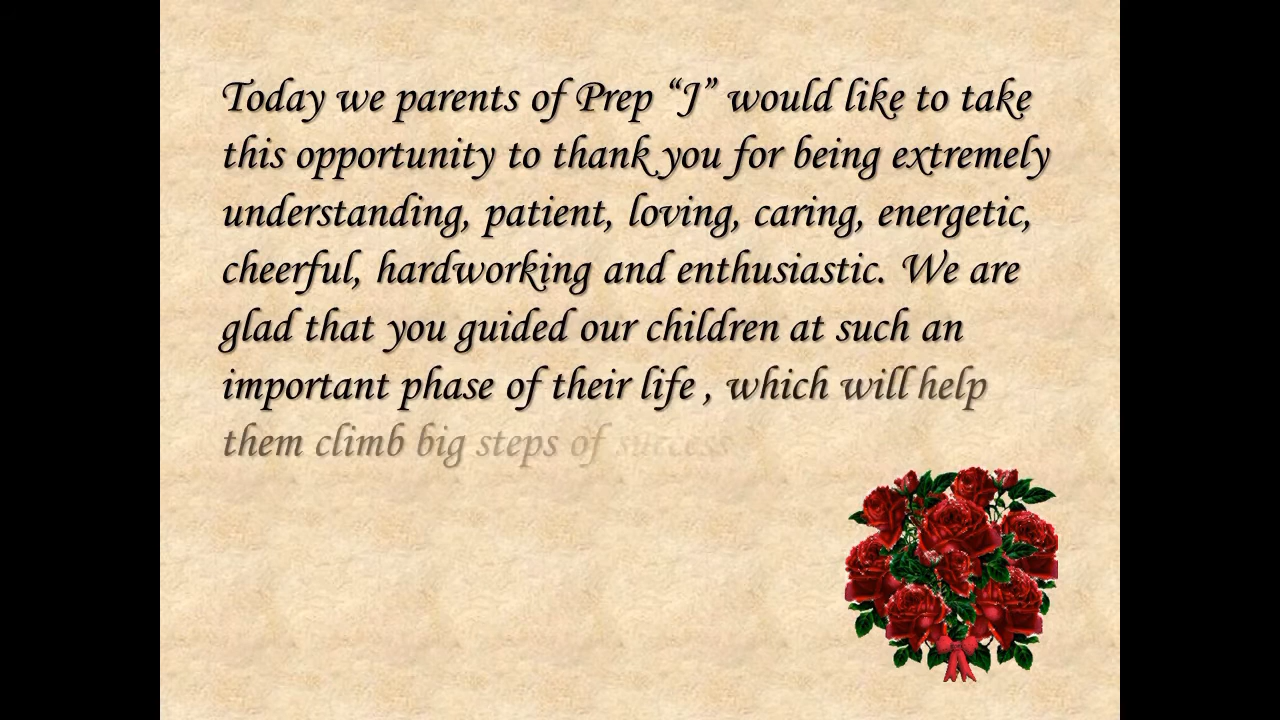 Today we parents of Prep “J” would like to take
this opportunity to thank you for being extremely
understanding, patient, loving, caring, energetic,
cheerful, hardworking and enthusiastic. We are
glad that you guided our children at such an
important phase of their life , which will help
them climb big steps of success